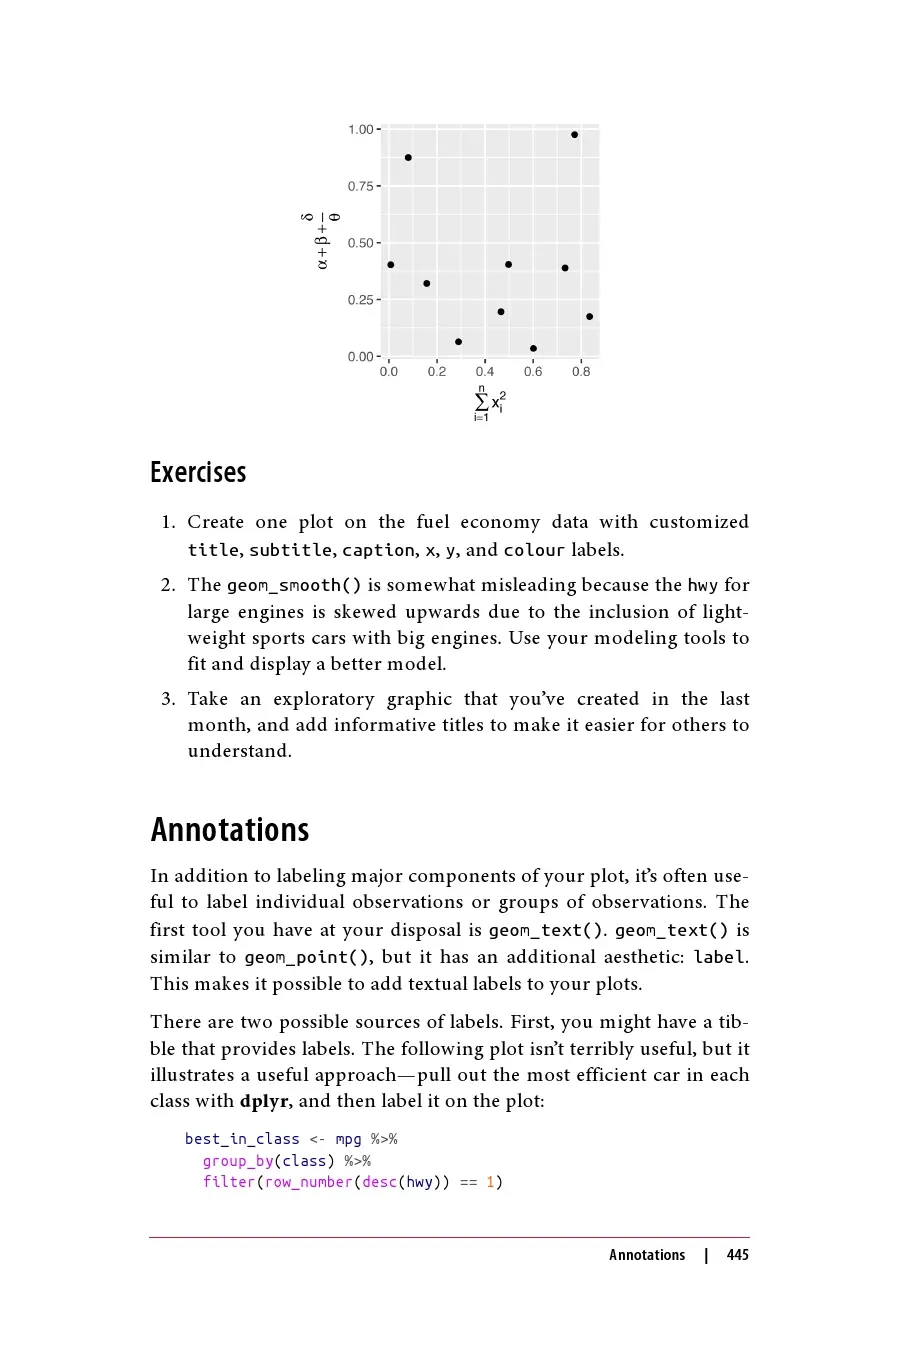 1.00
0.75
0.50
0.25
0.00
α + β + δ/θ
0.0 0.2 0.4 0.6 0.8
n
∑ x_i^2
i=1
Exercises
1. Create one plot on the fuel economy data with customized
title, subtitle, caption, x, y, and colour labels.
2. The geom_smooth() is somewhat misleading because the hwy for
large engines is skewed upwards due to the inclusion of light-
weight sports cars with big engines. Use your modeling tools to
fit and display a better model.
3. Take an exploratory graphic that you’ve created in the last
month, and add informative titles to make it easier for others to
understand.
Annotations
In addition to labeling major components of your plot, it’s often use-
ful to label individual observations or groups of observations. The
first tool you have at your disposal is geom_text(). geom_text() is
similar to geom_point(), but it has an additional aesthetic: label.
This makes it possible to add textual labels to your plots.
There are two possible sources of labels. First, you might have a tib-
ble that provides labels. The following plot isn’t terribly useful, but it
illustrates a useful approach—pull out the most efficient car in each
class with dplyr, and then label it on the plot:
best_in_class <- mpg %>%
group_by(class) %>%
filter(row_number(desc(hwy)) == 1)
Annotations | 445